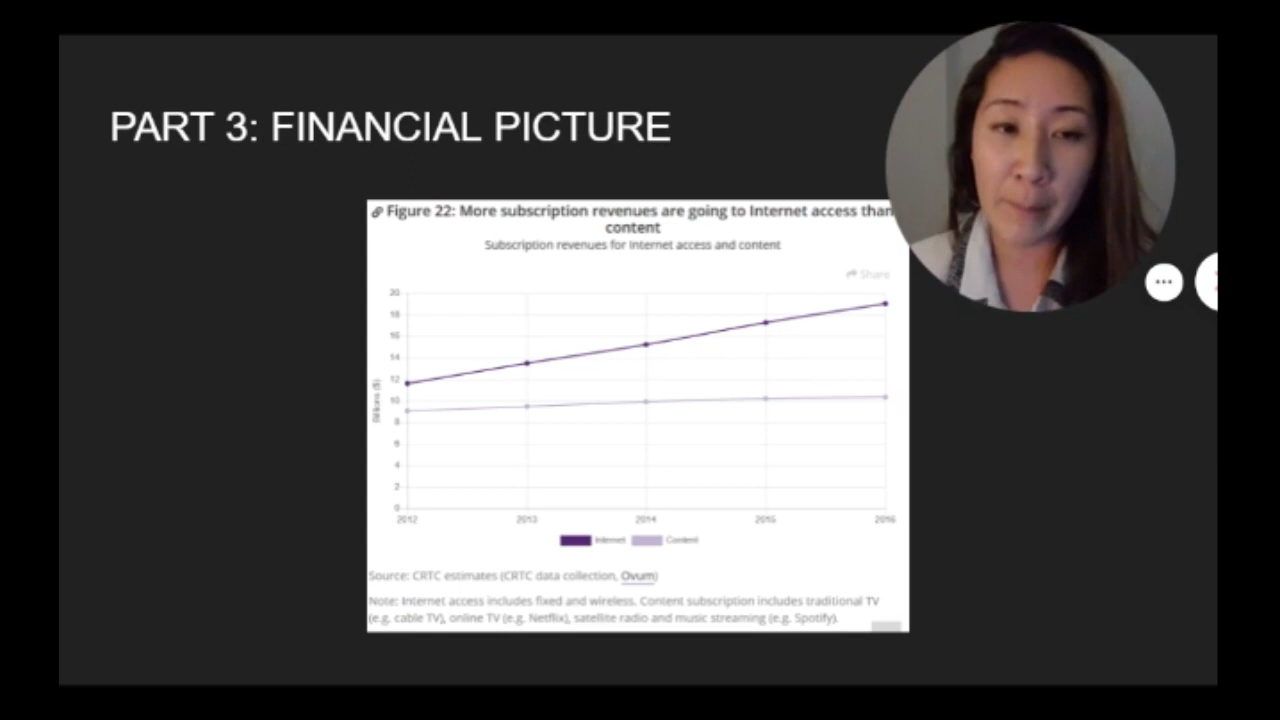 PART 3: FINANCIAL PICTURE
Figure 22: More subscription revenues are going to Internet access than
content
Subscription revenues for Internet access and content
Share
20
18
16
14
12
10
8
6
4
2
0
Billions ($)
2012 2013 2014 2015 2016
Internet Content
Source: CRTC estimates (CRTC data collection, Ovum)
Note: Internet access includes fixed and wireless. Content subscription includes traditional TV
(e.g. cable TV), online TV (e.g. Netflix), satellite radio and music streaming (e.g. Spotify).